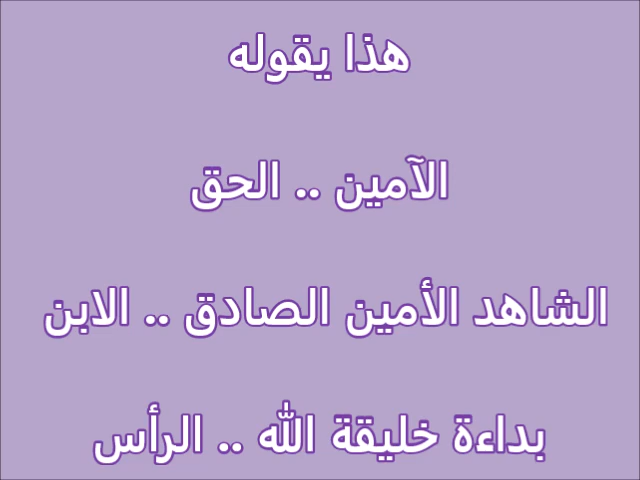 هذا يقوله
الآمين .. الحق
الشاهد الأمين الصادق .. الابن
بداءة خليقة الله .. الرأس